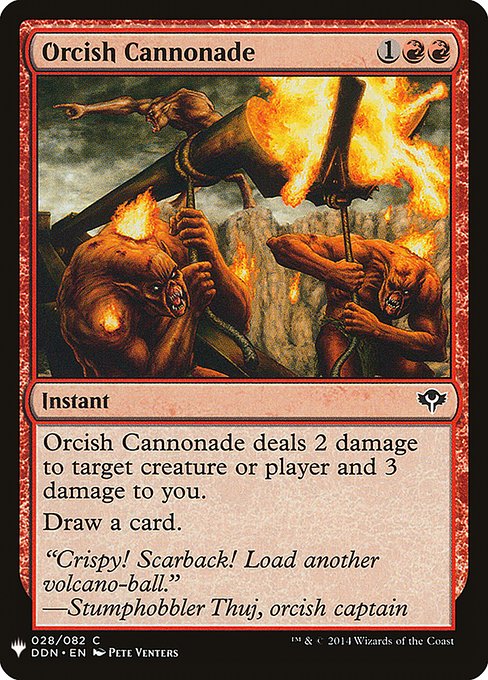 Orcish Cannonade 1
Instant
Orcish Cannonade deals 2 damage
to target creature or player and 3
damage to you.
Draw a card.
“Crispy! Scarback! Load another
volcano-ball.”
—Stumphobbler Thuj, orcish captain
028/082 C
DDN • EN Pete Venters
™ & © 2014 Wizards of the Coast